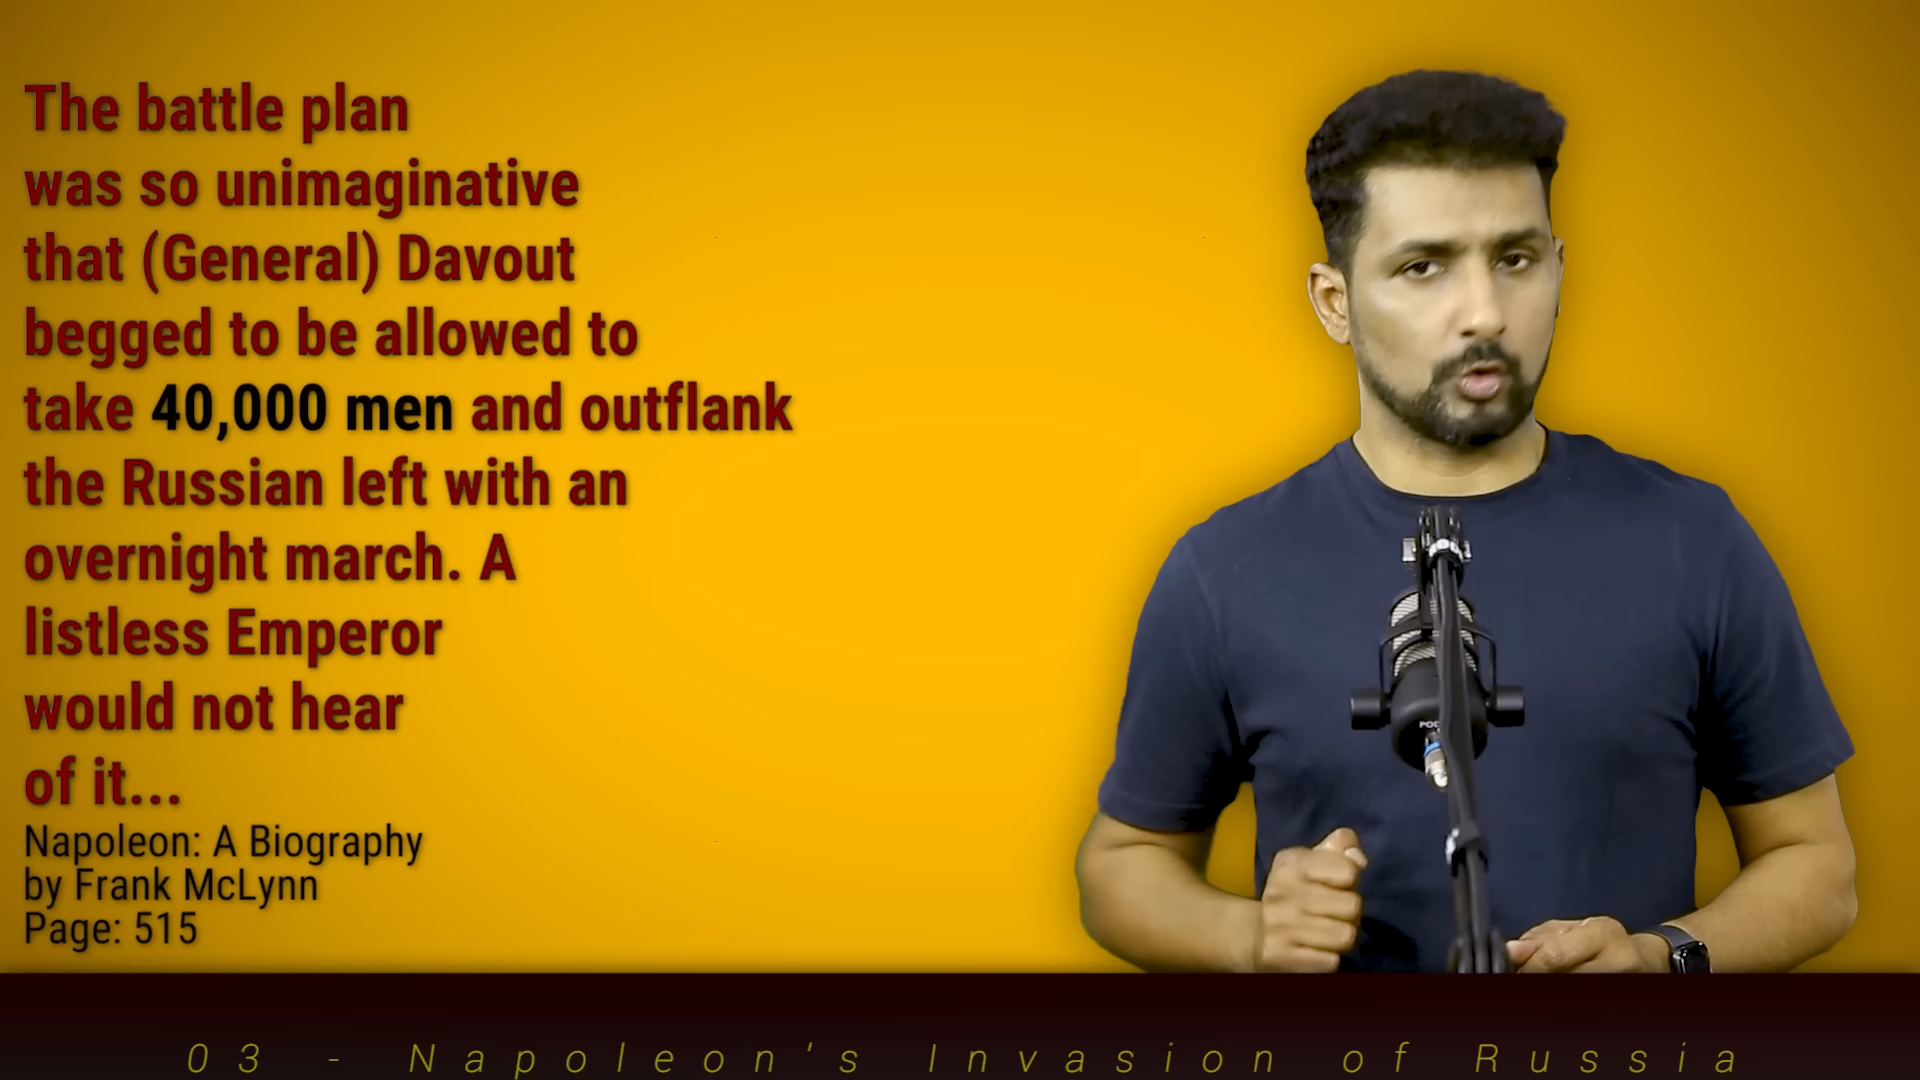 The battle plan
was so unimaginative
that (General) Davout
begged to be allowed to
take 40,000 men and outflank
the Russian left with an
overnight march. A
listless Emperor
would not hear
of it...
Napoleon: A Biography
by Frank McLynn
Page: 515
03 - Napoleon's Invasion of Russia